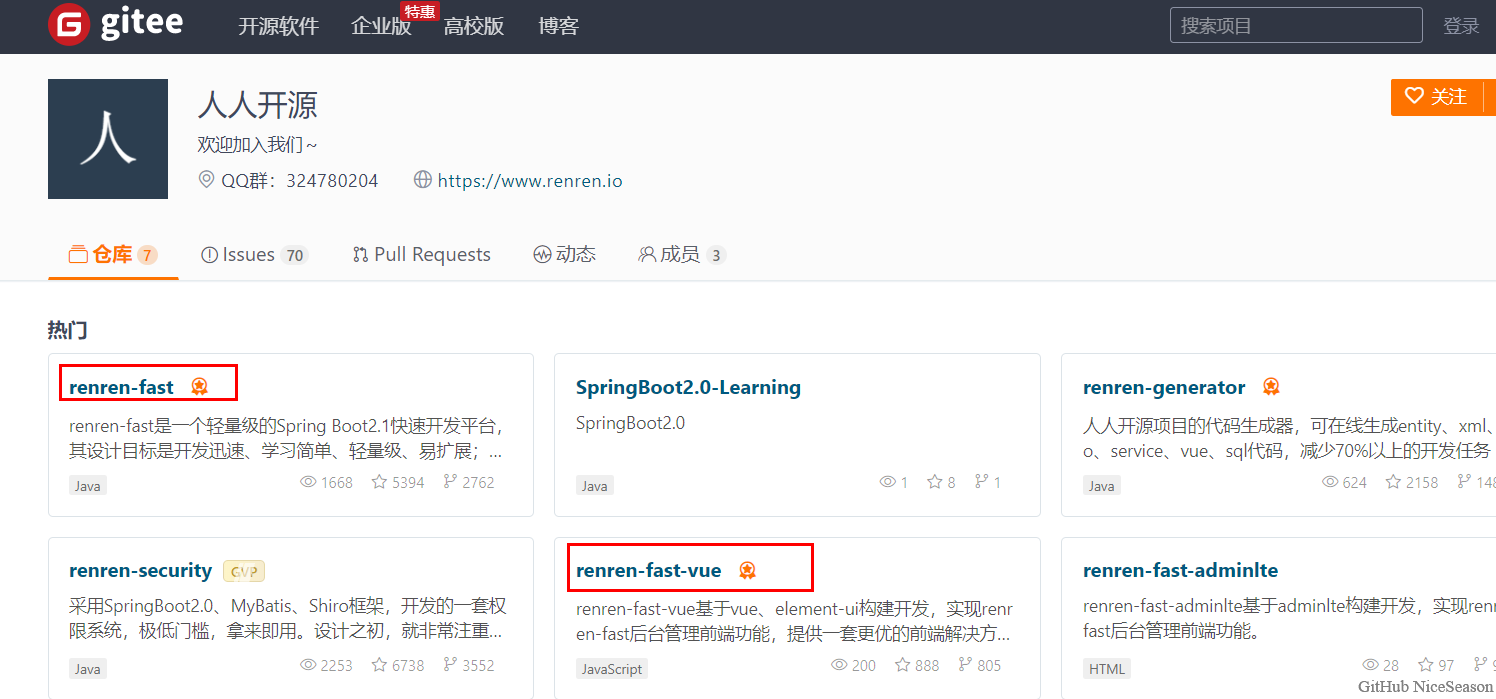 gitee 开源软件 企业版 特惠 高校版 博客 搜索项目 登录
人
人人开源
关注
欢迎加入我们 ~
QQ群：324780204 https://www.renren.io
仓库 7 Issues 70 Pull Requests 动态 成员 3
热门
renren-fast
renren-fast是一个轻量级的Spring Boot2.1快速开发平台，
其设计目标是开发迅速、学习简单、轻量级、易扩展；...
Java 1668 5394 2762
SpringBoot2.0-Learning
SpringBoot2.0
Java 1 8 1
renren-generator
人人开源项目的代码生成器，可在线生成entity、xml、
o、service、vue、sql代码，减少70%以上的开发任务
Java 624 2158 148
renren-security GVP
采用SpringBoot2.0、MyBatis、Shiro框架，开发的一套权
限系统，极低门槛，拿来即用。设计之初，就非常注重...
Java 2253 6738 3552
renren-fast-vue
renren-fast-vue基于vue、element-ui构建开发，实现renr
en-fast后台管理前端功能，提供一套更优的前端解决方...
JavaScript 200 888 805
renren-fast-adminlte
renren-fast-adminlte基于adminlte构建开发，实现renr
fast后台管理前端功能。
HTML 28 97 9
GitHub NiceSeason